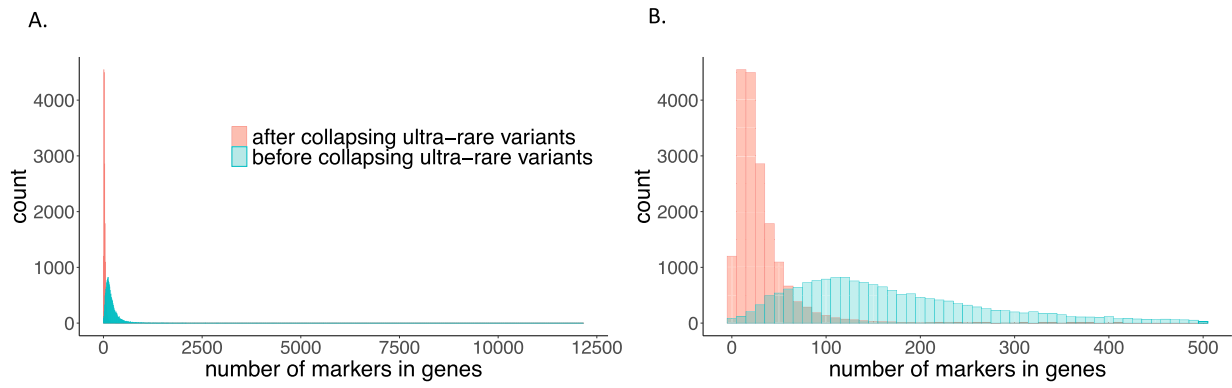 A.
count
4000
3000
2000
1000
0
after collapsing ultra−rare variants
before collapsing ultra−rare variants
0 2500 5000 7500 10000 12500
number of markers in genes
B.
count
4000
3000
2000
1000
0
0 100 200 300 400 500
number of markers in genes